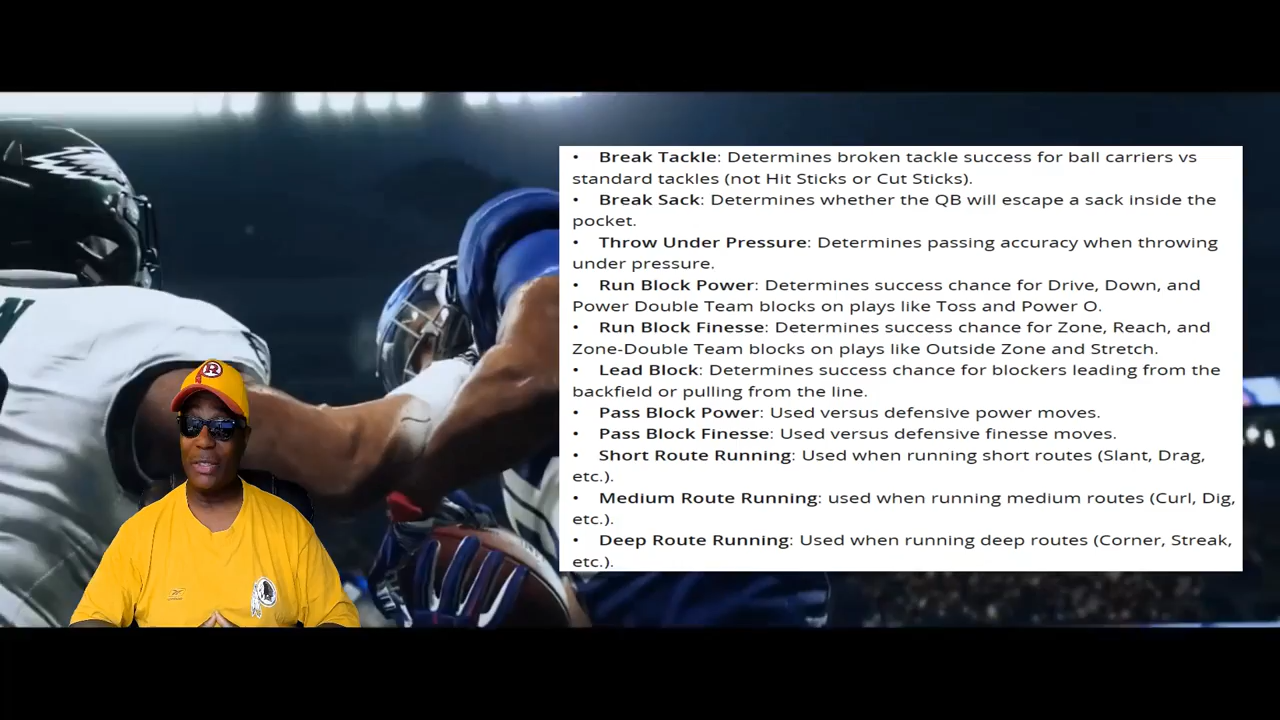 • Break Tackle: Determines broken tackle success for ball carriers vs
standard tackles (not Hit Sticks or Cut Sticks).
• Break Sack: Determines whether the QB will escape a sack inside the
pocket.
• Throw Under Pressure: Determines passing accuracy when throwing
under pressure.
• Run Block Power: Determines success chance for Drive, Down, and
Power Double Team blocks on plays like Toss and Power O.
• Run Block Finesse: Determines success chance for Zone, Reach, and
Zone-Double Team blocks on plays like Outside Zone and Stretch.
• Lead Block: Determines success chance for blockers leading from the
backfield or pulling from the line.
• Pass Block Power: Used versus defensive power moves.
• Pass Block Finesse: Used versus defensive finesse moves.
• Short Route Running: Used when running short routes (Slant, Drag,
etc.).
• Medium Route Running: used when running medium routes (Curl, Dig,
etc.).
• Deep Route Running: Used when running deep routes (Corner, Streak,
etc.).
R